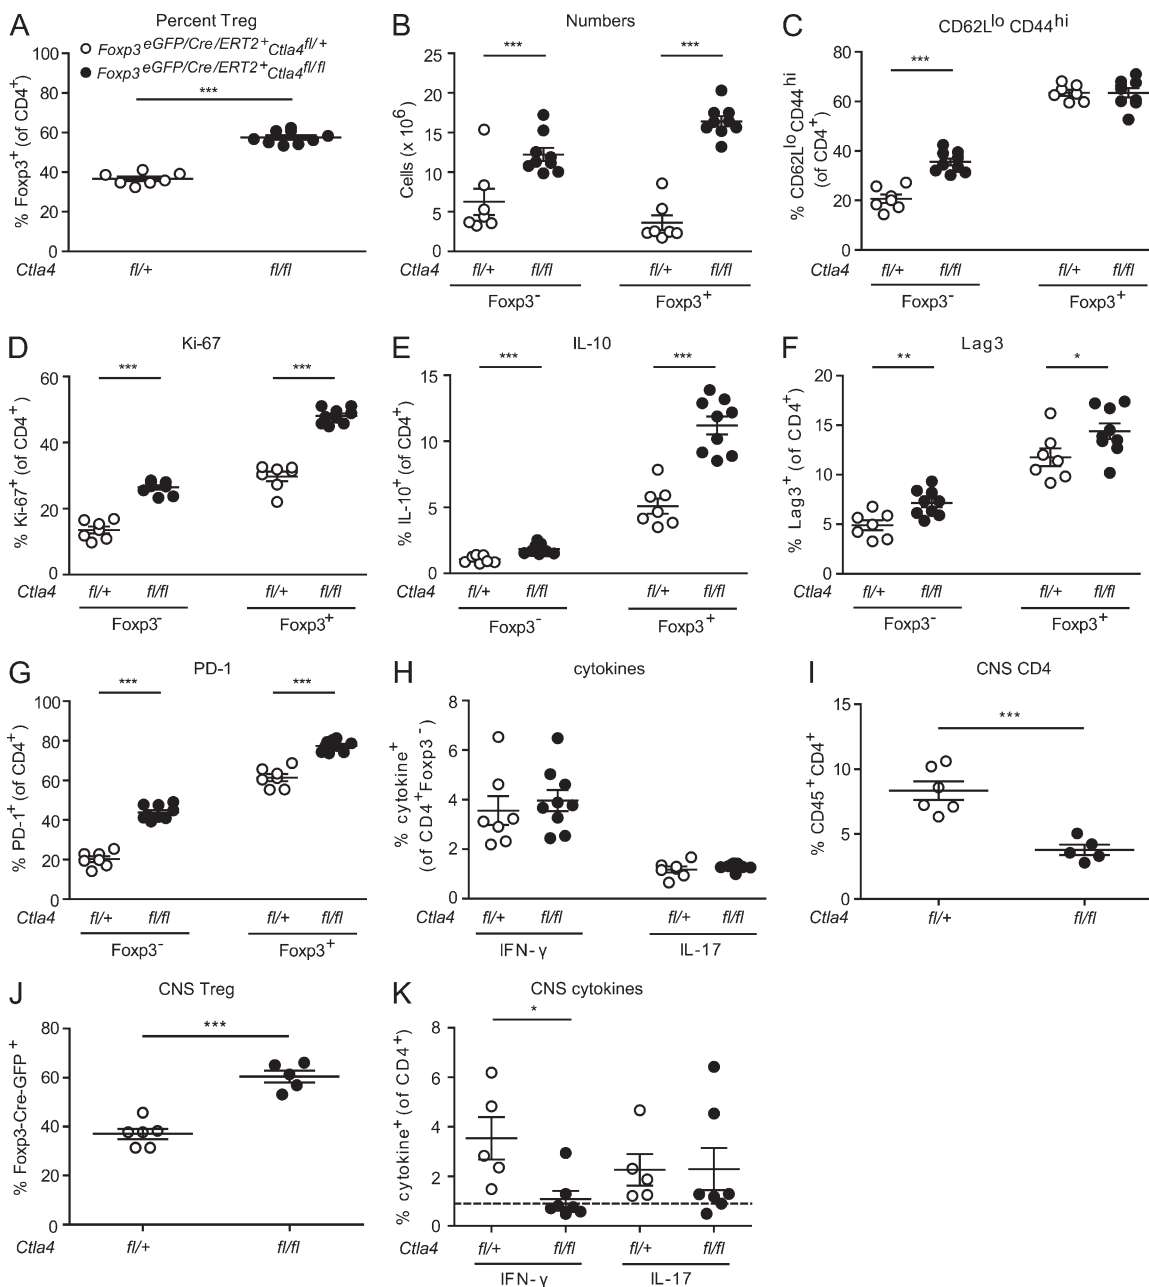 A
Percent Treg
Foxp3 eGFP/Cre/ERT2+ Ctla4 fl/+
Foxp3 eGFP/Cre/ERT2+ Ctla4 fl/fl
***
% Foxp3+ (of CD4+)
100
80
60
40
20
0
Ctla4 fl/+ fl/fl
B
Numbers
*** ***
Cells (x 10^6)
25
20
15
10
5
0
fl/+ fl/fl fl/+ fl/fl
Foxp3- Foxp3+
C
CD62Llo CD44hi
***
% CD62LloCD44hi
(of CD4+)
80
60
40
20
0
fl/+ fl/fl fl/+ fl/fl
Foxp3- Foxp3+
D
Ki-67
*** ***
% Ki-67+ (of CD4+)
60
40
20
0
Ctla4 fl/+ fl/fl fl/+ fl/fl
Foxp3- Foxp3+
E
IL-10
*** ***
% IL-10+ (of CD4+)
15
10
5
0
fl/+ fl/fl fl/+ fl/fl
Foxp3- Foxp3+
F
Lag3
** *
% Lag3+ (of CD4+)
20
15
10
5
0
fl/+ fl/fl fl/+ fl/fl
Foxp3- Foxp3+
G
PD-1
*** ***
% PD-1+ (of CD4+)
100
80
60
40
20
0
Ctla4 fl/+ fl/fl fl/+ fl/fl
Foxp3- Foxp3+
H
cytokines
% cytokine+
(of CD4+Foxp3-)
8
6
4
2
0
Ctla4 fl/+ fl/fl fl/+ fl/fl
IFN-γ IL-17
I
CNS CD4
***
% CD45+CD4+
15
10
5
0
Ctla4 fl/+ fl/fl
J
CNS Treg
***
% Foxp3-Cre-GFP+
80
60
40
20
0
Ctla4 fl/+ fl/fl
K
CNS cytokines
*
% cytokine+ (of CD4+)
8
6
4
2
0
Ctla4 fl/+ fl/fl fl/+ fl/fl
IFN-γ IL-17